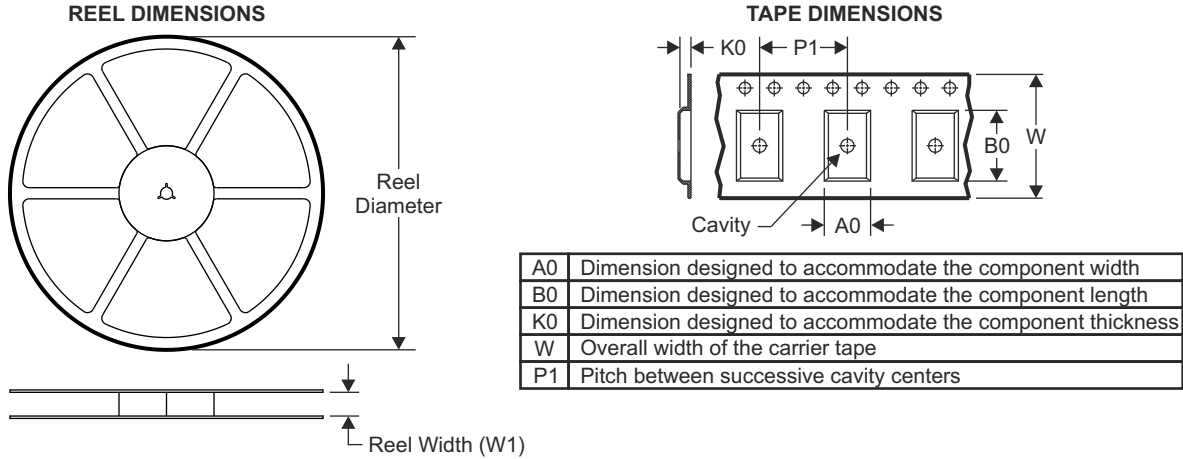 REEL DIMENSIONS
Reel
Diameter
Reel Width (W1)
TAPE DIMENSIONS
K0
P1
B0
W
Cavity
A0
A0 Dimension designed to accommodate the component width
B0 Dimension designed to accommodate the component length
K0 Dimension designed to accommodate the component thickness
W Overall width of the carrier tape
P1 Pitch between successive cavity centers